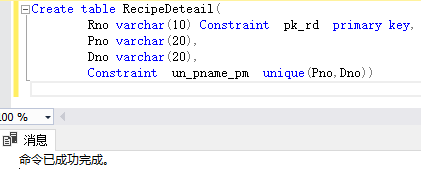 Create table RecipeDeteail(
Rno varchar(10) Constraint pk_rd primary key,
Pno varchar(20),
Dno varchar(20),
Constraint un_pname_pm unique(Pno,Dno))
00 %
消息
命令已成功完成。